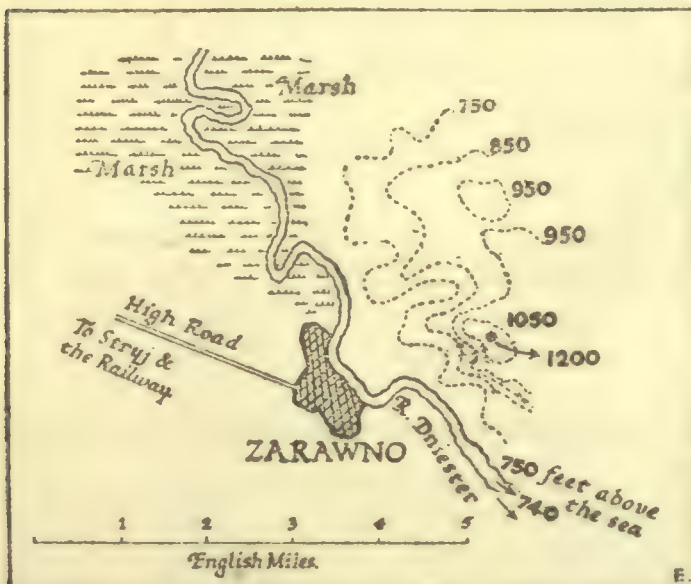 Marsh
Marsh
750
850
950
950
1050
1200
High Road
To Stryj &
the Railway.
ZARAWNO
R. Dniester
750 feet above
the sea
740
1 2 3 4 5
English Miles.
E.